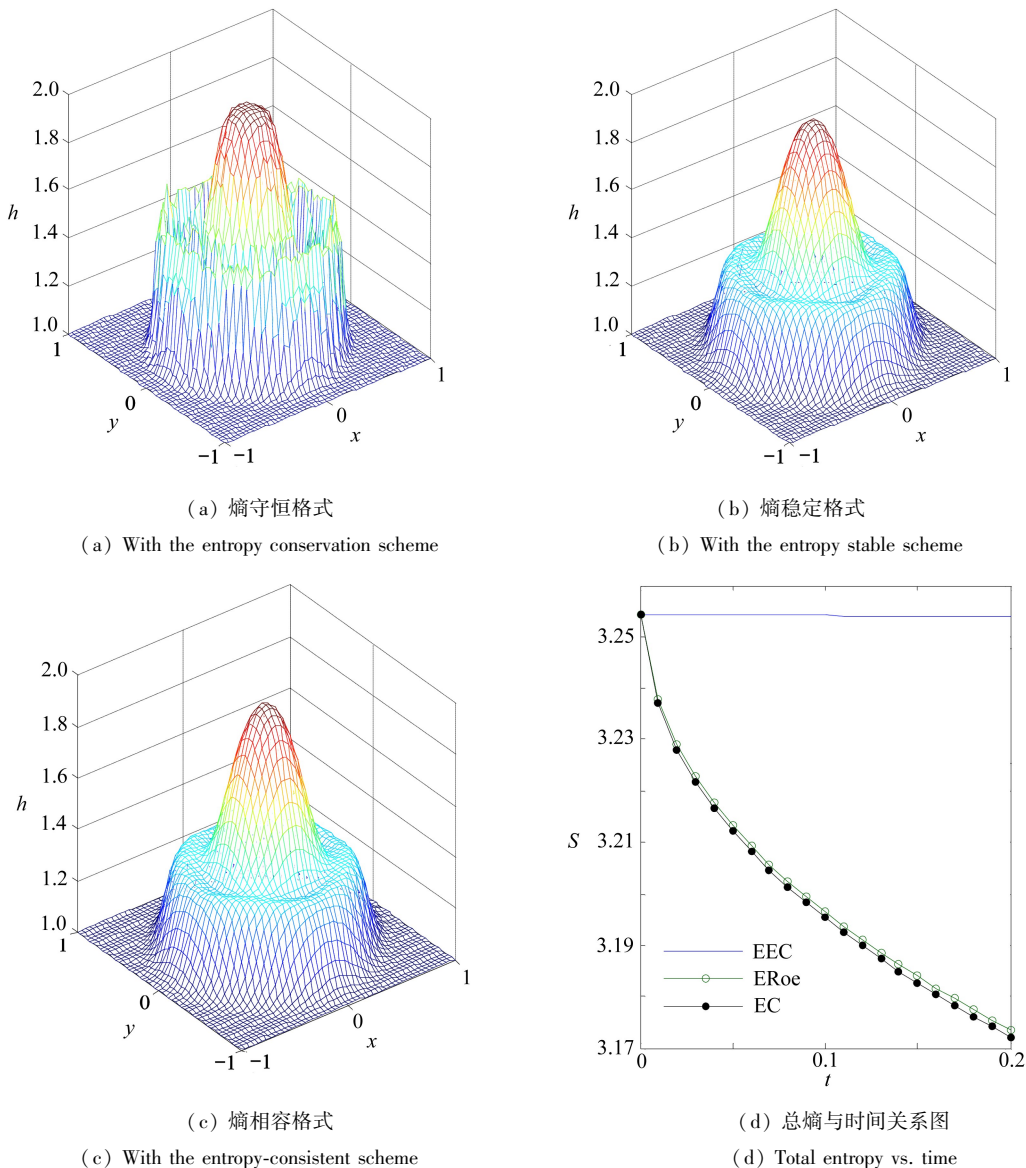 2.0
1.8
1.6
h
1.4
1.2
1.0
1
0
y
−1
−1
0
x
1
(a) 熵守恒格式
(a) With the entropy conservation scheme
2.0
1.8
1.6
h
1.4
1.2
1.0
1
0
y
−1
−1
0
x
1
(b) 熵稳定格式
(b) With the entropy stable scheme
2.0
1.8
1.6
h
1.4
1.2
1.0
1
0
y
−1
−1
0
x
1
(c) 熵相容格式
(c) With the entropy-consistent scheme
3.25
3.23
3.21
S
3.19
3.17
EEC
ERoe
EC
0
0.1
0.2
t
(d) 总熵与时间关系图
(d) Total entropy vs. time